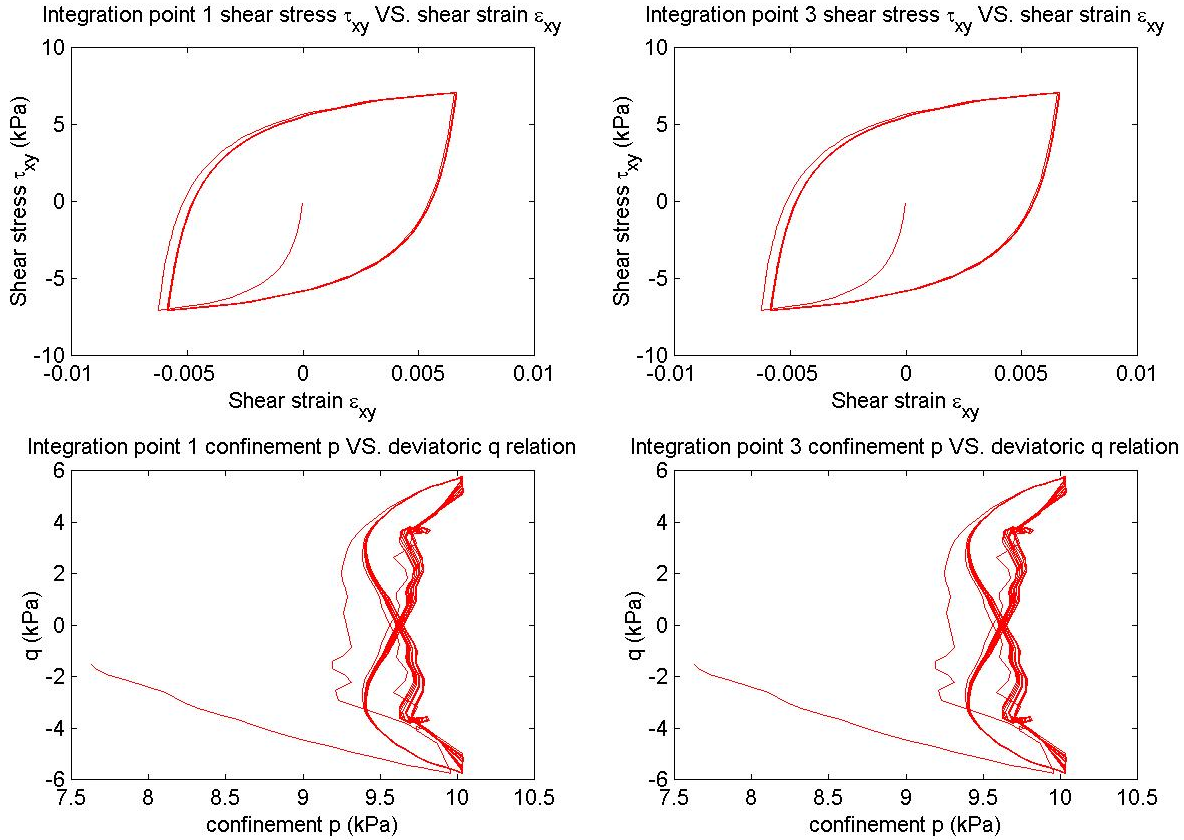 Integration point 1 shear stress τxy VS. shear strain εxy
10
5
0
-5
-10
Shear stress τxy (kPa)
-0.01 -0.005 0 0.005 0.01
Shear strain εxy
Integration point 3 shear stress τxy VS. shear strain εxy
10
5
0
-5
-10
Shear stress τxy (kPa)
-0.01 -0.005 0 0.005 0.01
Shear strain εxy
Integration point 1 confinement p VS. deviatoric q relation
6
4
2
0
-2
-4
-6
q (kPa)
7.5 8 8.5 9 9.5 10 10.5
confinement p (kPa)
Integration point 3 confinement p VS. deviatoric q relation
6
4
2
0
-2
-4
-6
q (kPa)
7.5 8 8.5 9 9.5 10 10.5
confinement p (kPa)